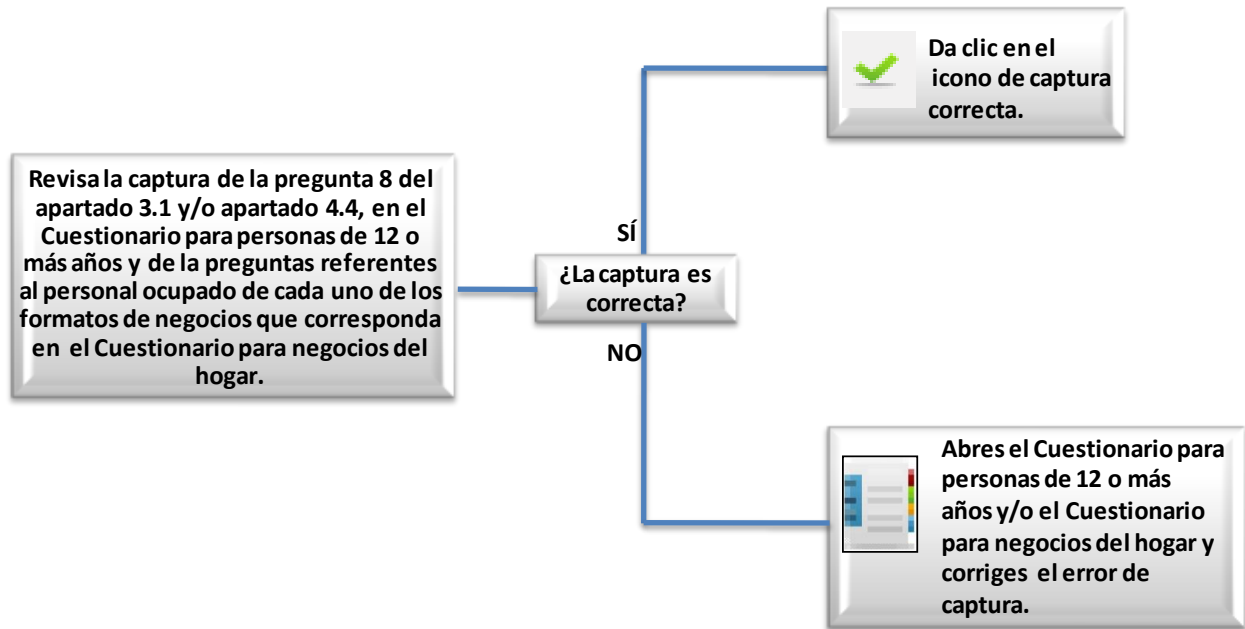 Revisa la captura de la pregunta 8 del
apartado 3.1 y/o apartado 4.4, en el
Cuestionario para personas de 12 o
más años y de la preguntas referentes
al personal ocupado de cada uno de los
formatos de negocios que corresponda
en el Cuestionario para negocios del
hogar.
¿La captura es
correcta?
SÍ
Da clic en el
icono de captura
correcta.
NO
Abres el Cuestionario para
personas de 12 o más
años y/o el Cuestionario
para negocios del hogar y
corriges el error de
captura.